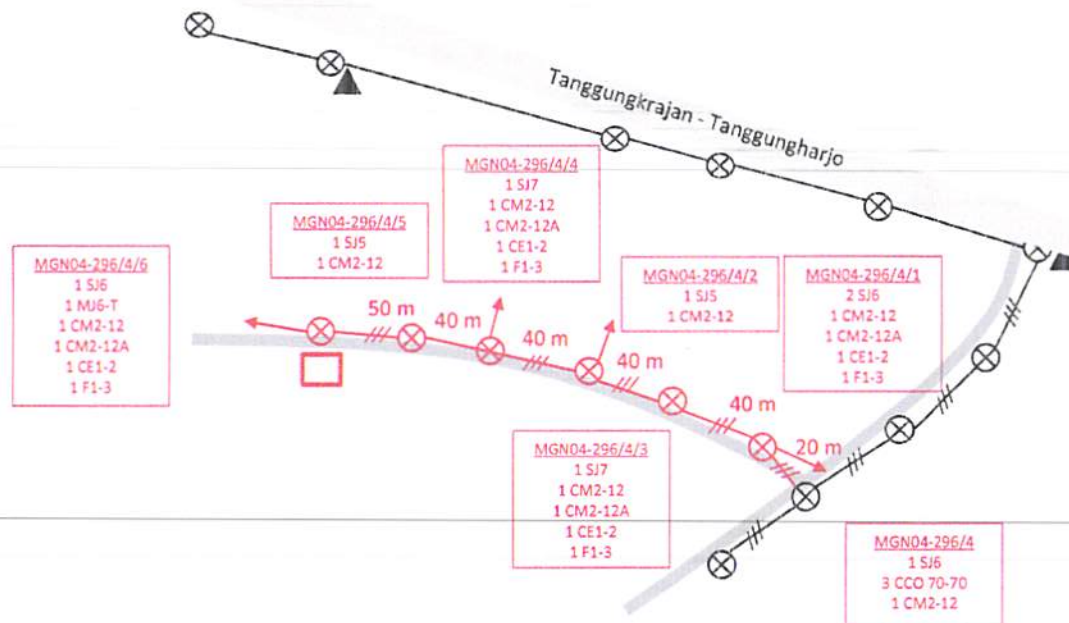 Tanggungkrajan - Tanggungharjo
MGN04-296/4/4
1 SJ7
1 CM2-12
1 CM2-12A
1 CE1-2
1 F1-3
MGN04-296/4/5
1 SJ5
1 CM2-12
MGN04-296/4/6
1 SJ6
1 MJ6-T
1 CM2-12
1 CM2-12A
1 CE1-2
1 F1-3
MGN04-296/4/2
1 SJ5
1 CM2-12
MGN04-296/4/1
2 SJ6
1 CM2-12
1 CM2-12A
1 CE1-2
1 F1-3
50 m
40 m
40 m
40 m
40 m
20 m
MGN04-296/4/3
1 SJ7
1 CM2-12
1 CM2-12A
1 CE1-2
1 F1-3
MGN04-296/4
1 SJ6
3 CCO 70-70
1 CM2-12